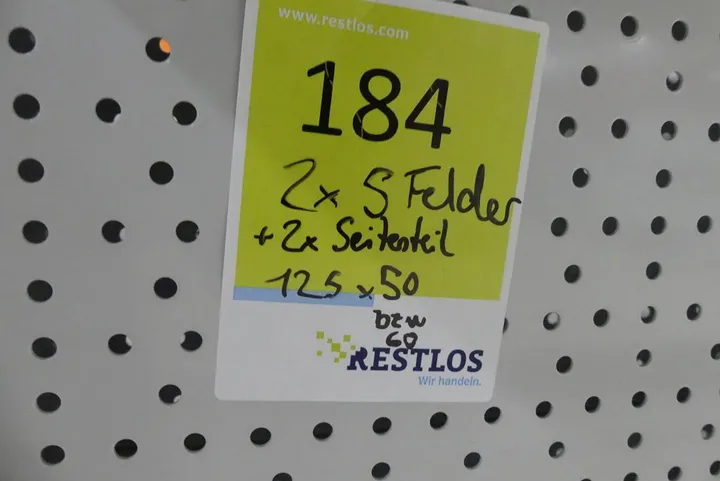 www.restlos.com
184
2x 5 Felder
+ 2x Seitenteil
125 x 50
bzw
60
RESTLOS
Wir handeln.